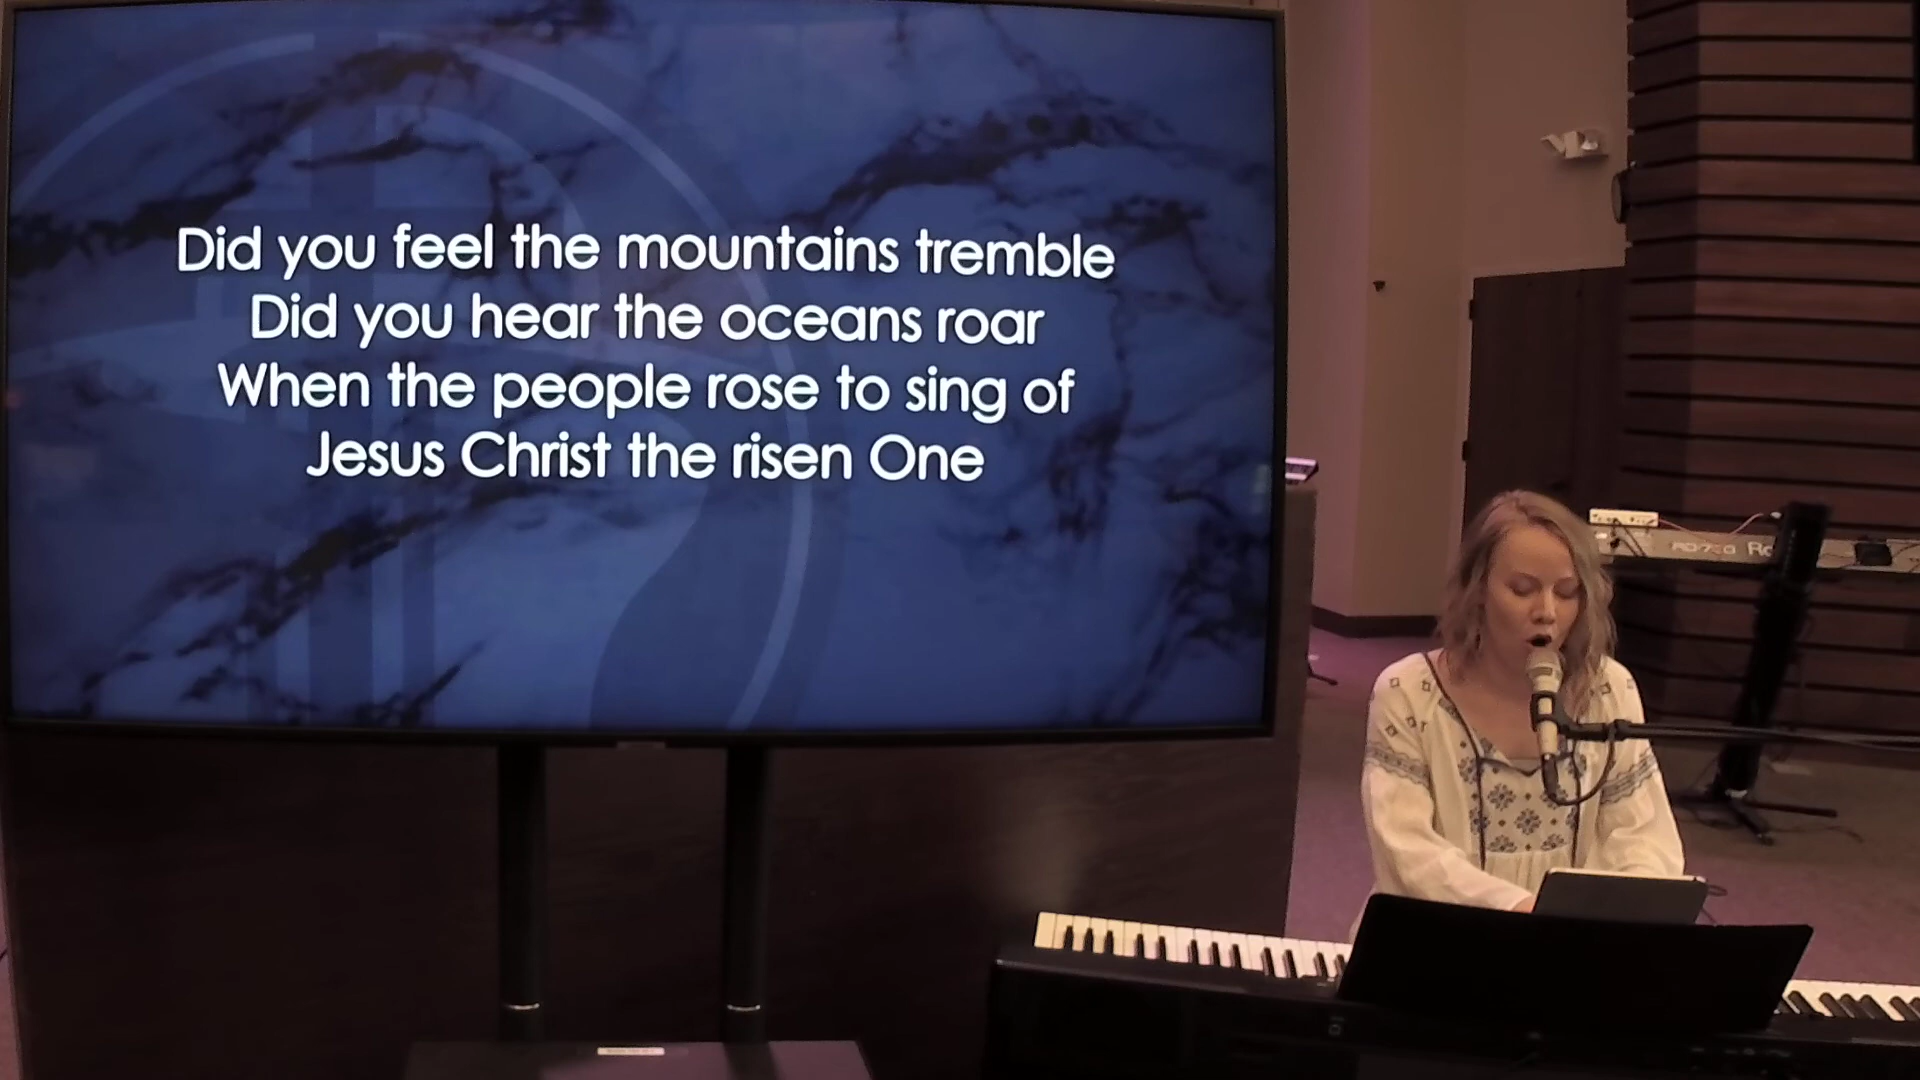 Did you feel the mountains tremble
Did you hear the oceans roar
When the people rose to sing of
Jesus Christ the risen One